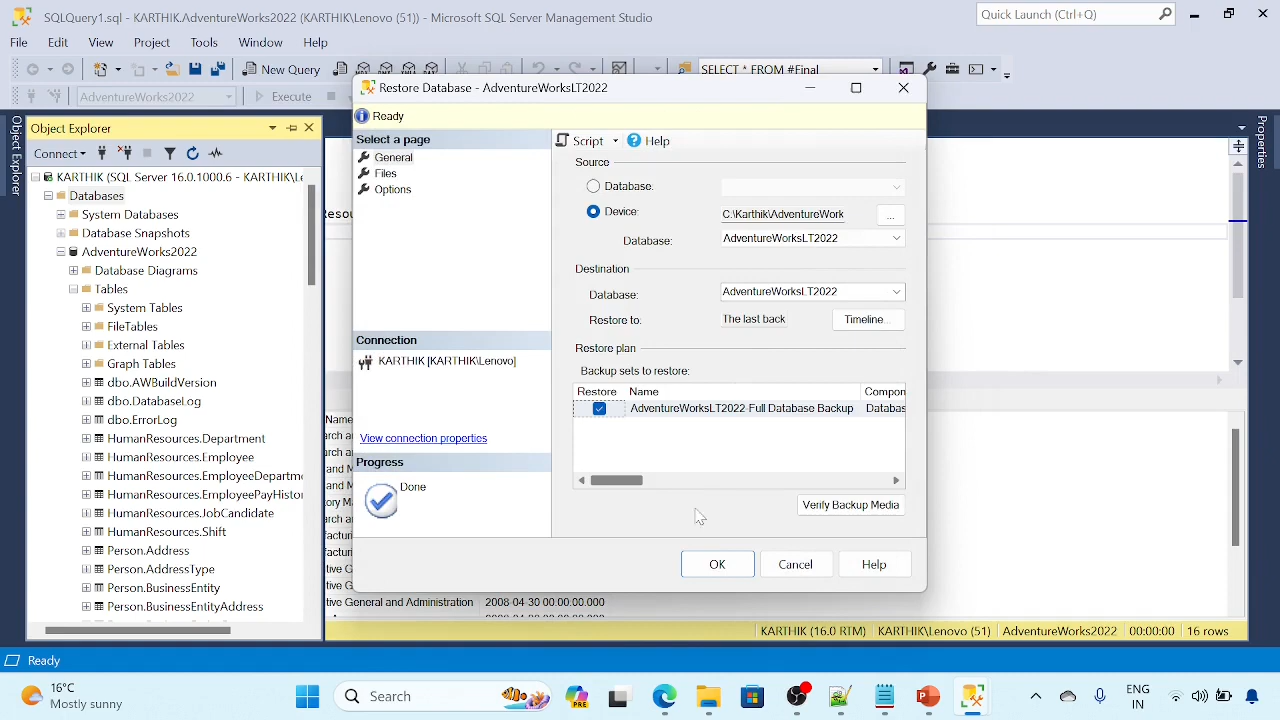 SQLQuery1.sql - KARTHIK.AdventureWorks2022 (KARTHIK\Lenovo (51)) - Microsoft SQL Server Management Studio
Quick Launch (Ctrl+Q)
File Edit View Project Tools Window Help
New Query
SELECT * FROM #Final
AdventureWorks2022
Execute
Restore Database - AdventureWorksLT2022
Ready
Select a page
General
Files
Options
Connection
KARTHIK [KARTHIK\Lenovo]
View connection properties
Progress
Done
Script
Help
Source
Database:
Device: C:\Karthik\AdventureWork ...
Database: AdventureWorksLT2022
Destination
Database: AdventureWorksLT2022
Restore to: The last back Timeline...
Restore plan
Backup sets to restore:
Restore Name Compon
AdventureWorksLT2022-Full Database Backup Databas
Verify Backup Media
OK Cancel Help
Object Explorer
Object Explorer
Connect
KARTHIK (SQL Server 16.0.1000.6 - KARTHIK\L
Databases
System Databases
Database Snapshots
AdventureWorks2022
Database Diagrams
Tables
System Tables
FileTables
External Tables
Graph Tables
dbo.AWBuildVersion
dbo.DatabaseLog
dbo.ErrorLog
HumanResources.Department
HumanResources.Employee
HumanResources.EmployeeDepartme
HumanResources.EmployeePayHistor
HumanResources.JobCandidate
HumanResources.Shift
Person.Address
Person.AddressType
Person.BusinessEntity
Person.BusinessEntityAddress
Properties
Name
tive General and Administration 2008-04-30 00:00:00.000
KARTHIK (16.0 RTM) KARTHIK\Lenovo (51) AdventureWorks2022 00:00:00 16 rows
Ready
16°C
Mostly sunny
Search
PRE
ENG
IN